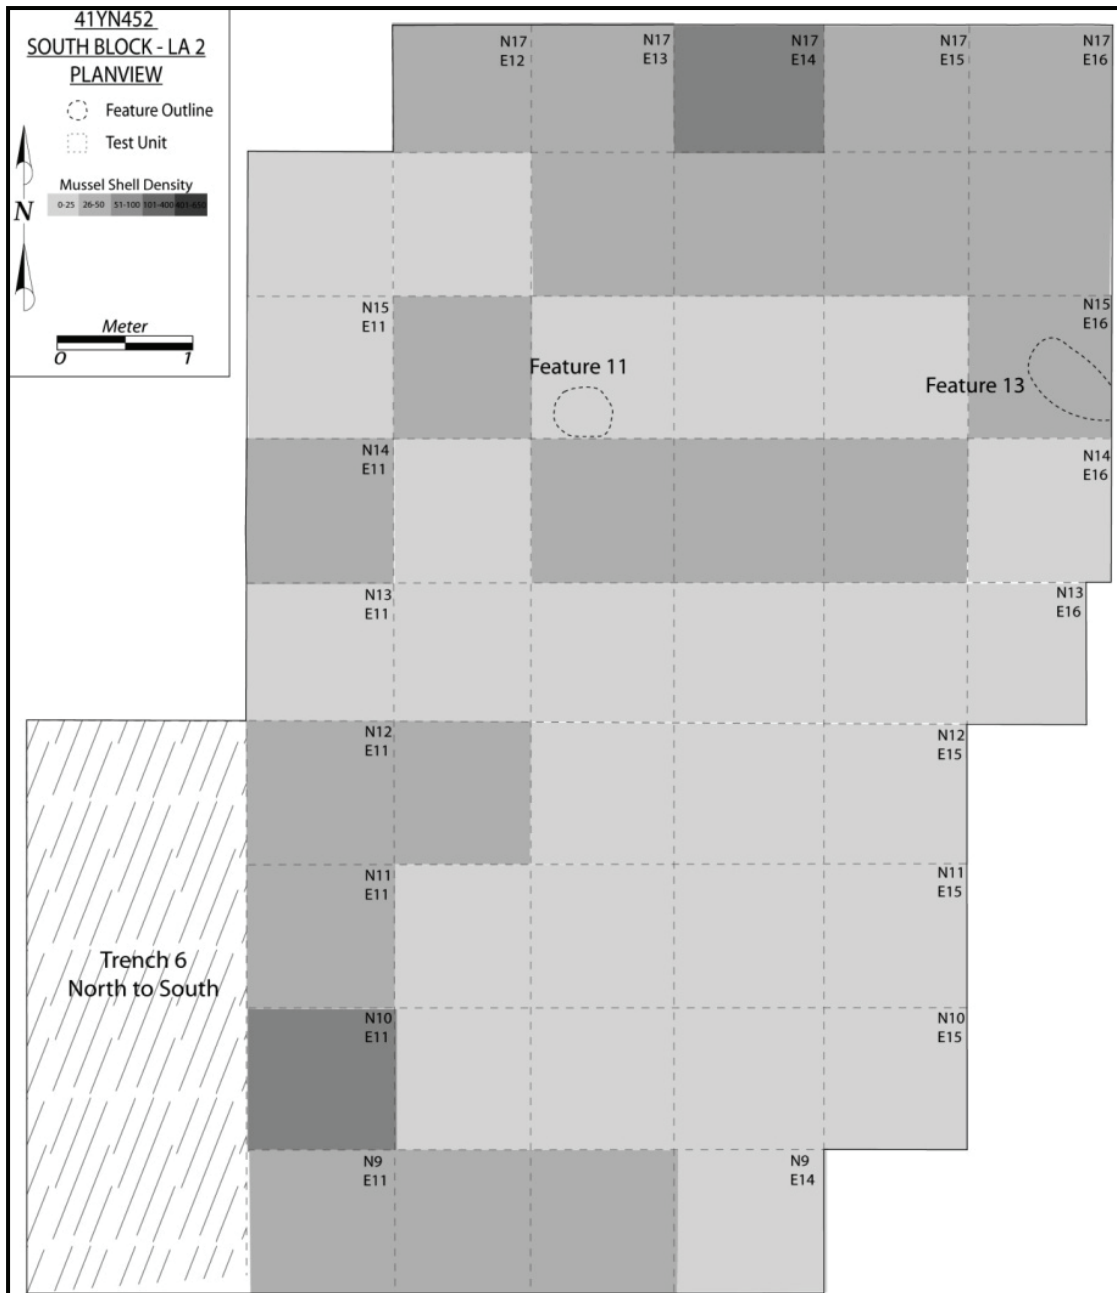 41YN452
SOUTH BLOCK - LA 2
PLANVIEW
Feature Outline
Test Unit
Mussel Shell Density
0-25 26-50 51-100 101-400 401-650
N
Meter
0 1
N17
E12
N17
E13
N17
E14
N17
E15
N17
E16
N15
E11
N15
E16
Feature 11
Feature 13
N14
E11
N14
E16
N13
E11
N13
E16
N12
E11
N12
E15
N11
E11
N11
E15
Trench 6
North to South
N10
E11
N10
E15
N9
E11
N9
E14